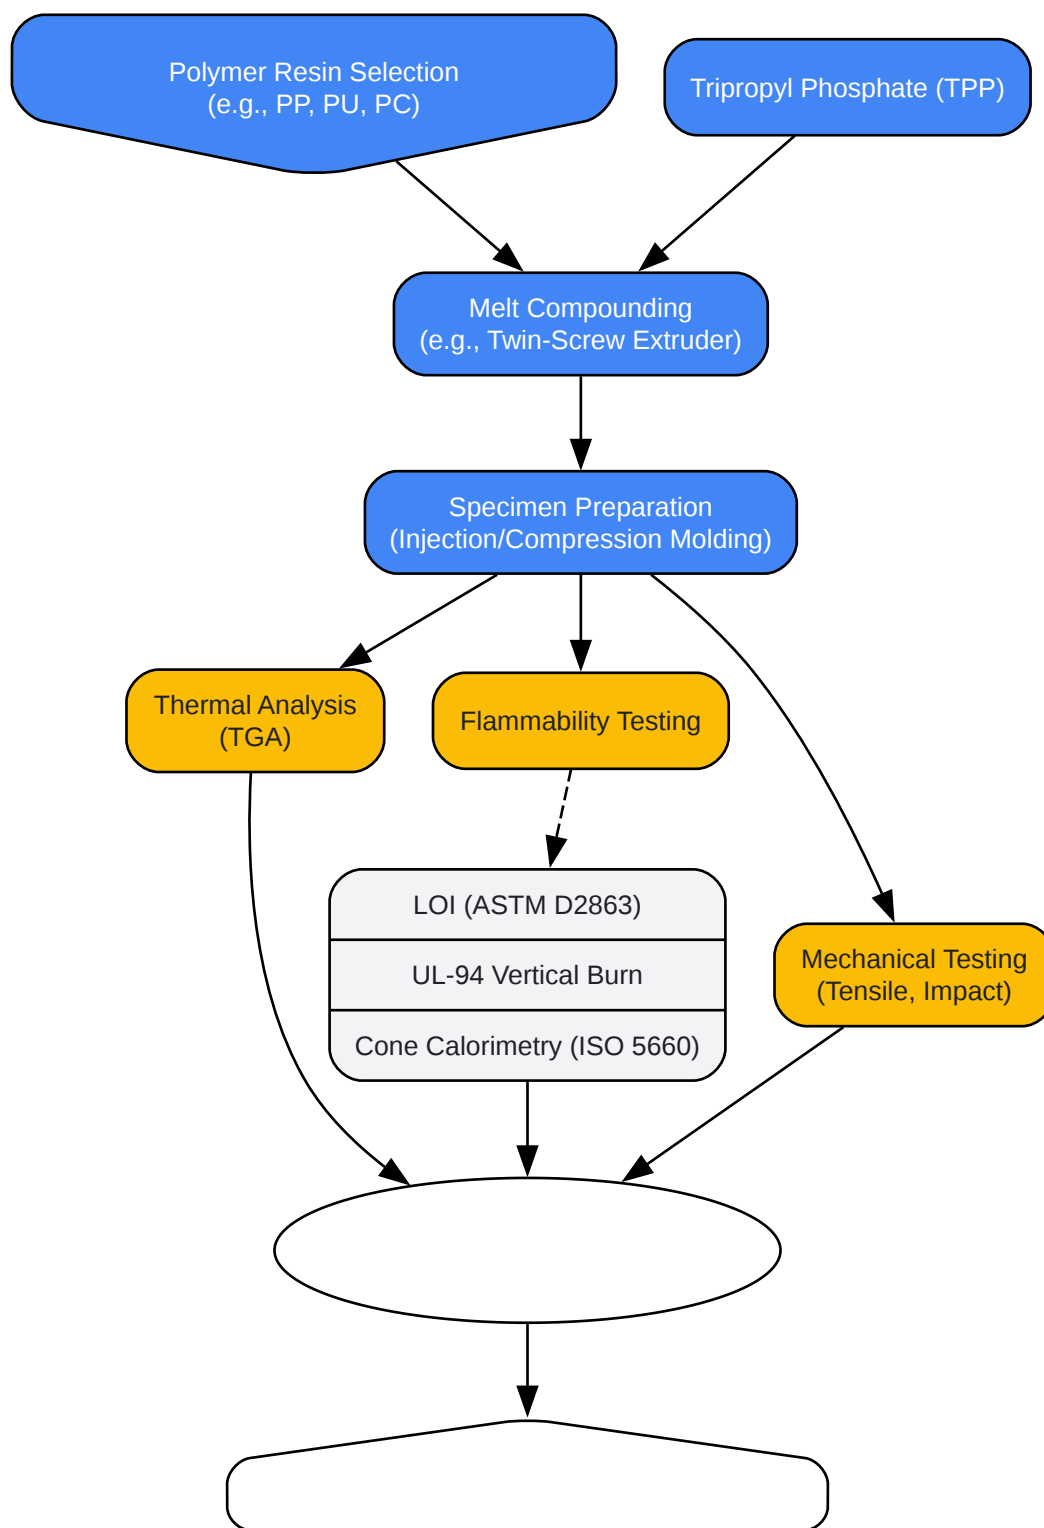 Polymer Resin Selection
(e.g., PP, PU, PC)
Tripropyl Phosphate (TPP)
Melt Compounding
(e.g., Twin-Screw Extruder)
Specimen Preparation
(Injection/Compression Molding)
Thermal Analysis
(TGA)
Flammability Testing
LOI (ASTM D2863)
UL-94 Vertical Burn
Cone Calorimetry (ISO 5660)
Mechanical Testing
(Tensile, Impact)